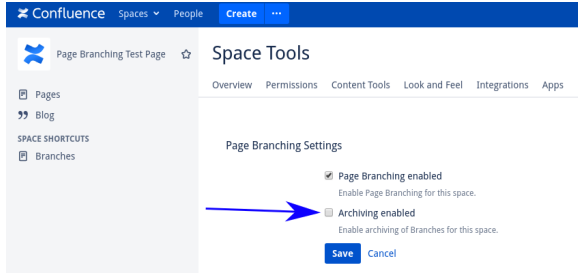 Confluence Spaces People Create ...
Page Branching Test Page
Pages
Blog
SPACE SHORTCUTS
Branches
Space Tools
Overview Permissions Content Tools Look and Feel Integrations Apps
Page Branching Settings
Page Branching enabled
Enable Page Branching for this space.
Archiving enabled
Enable archiving of Branches for this space.
Save Cancel